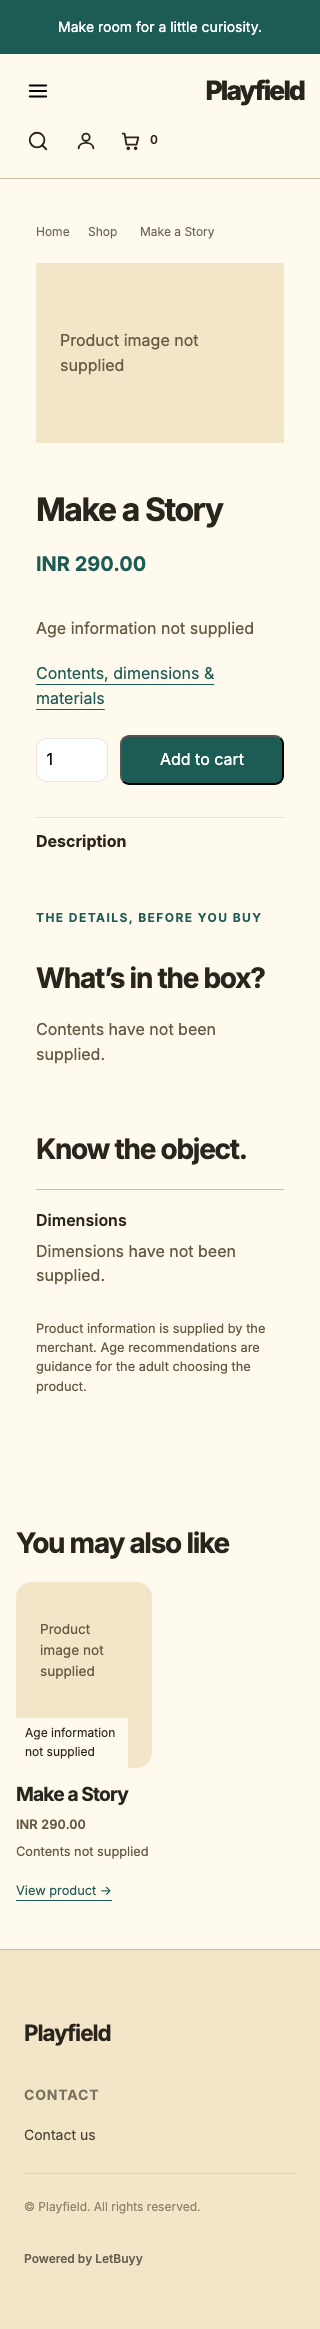 Make room for a little curiosity.
Playfield
0
Home Shop Make a Story
Product image not
supplied
Make a Story
INR 290.00
Age information not supplied
Contents, dimensions &
materials
1 Add to cart
Description
THE DETAILS, BEFORE YOU BUY
What’s in the box?
Contents have not been
supplied.
Know the object.
Dimensions
Dimensions have not been
supplied.
Product information is supplied by the
merchant. Age recommendations are
guidance for the adult choosing the
product.
You may also like
Product
image not
supplied
Age information
not supplied
Make a Story
INR 290.00
Contents not supplied
View product →
Playfield
CONTACT
Contact us
© Playfield. All rights reserved.
Powered by LetBuyy